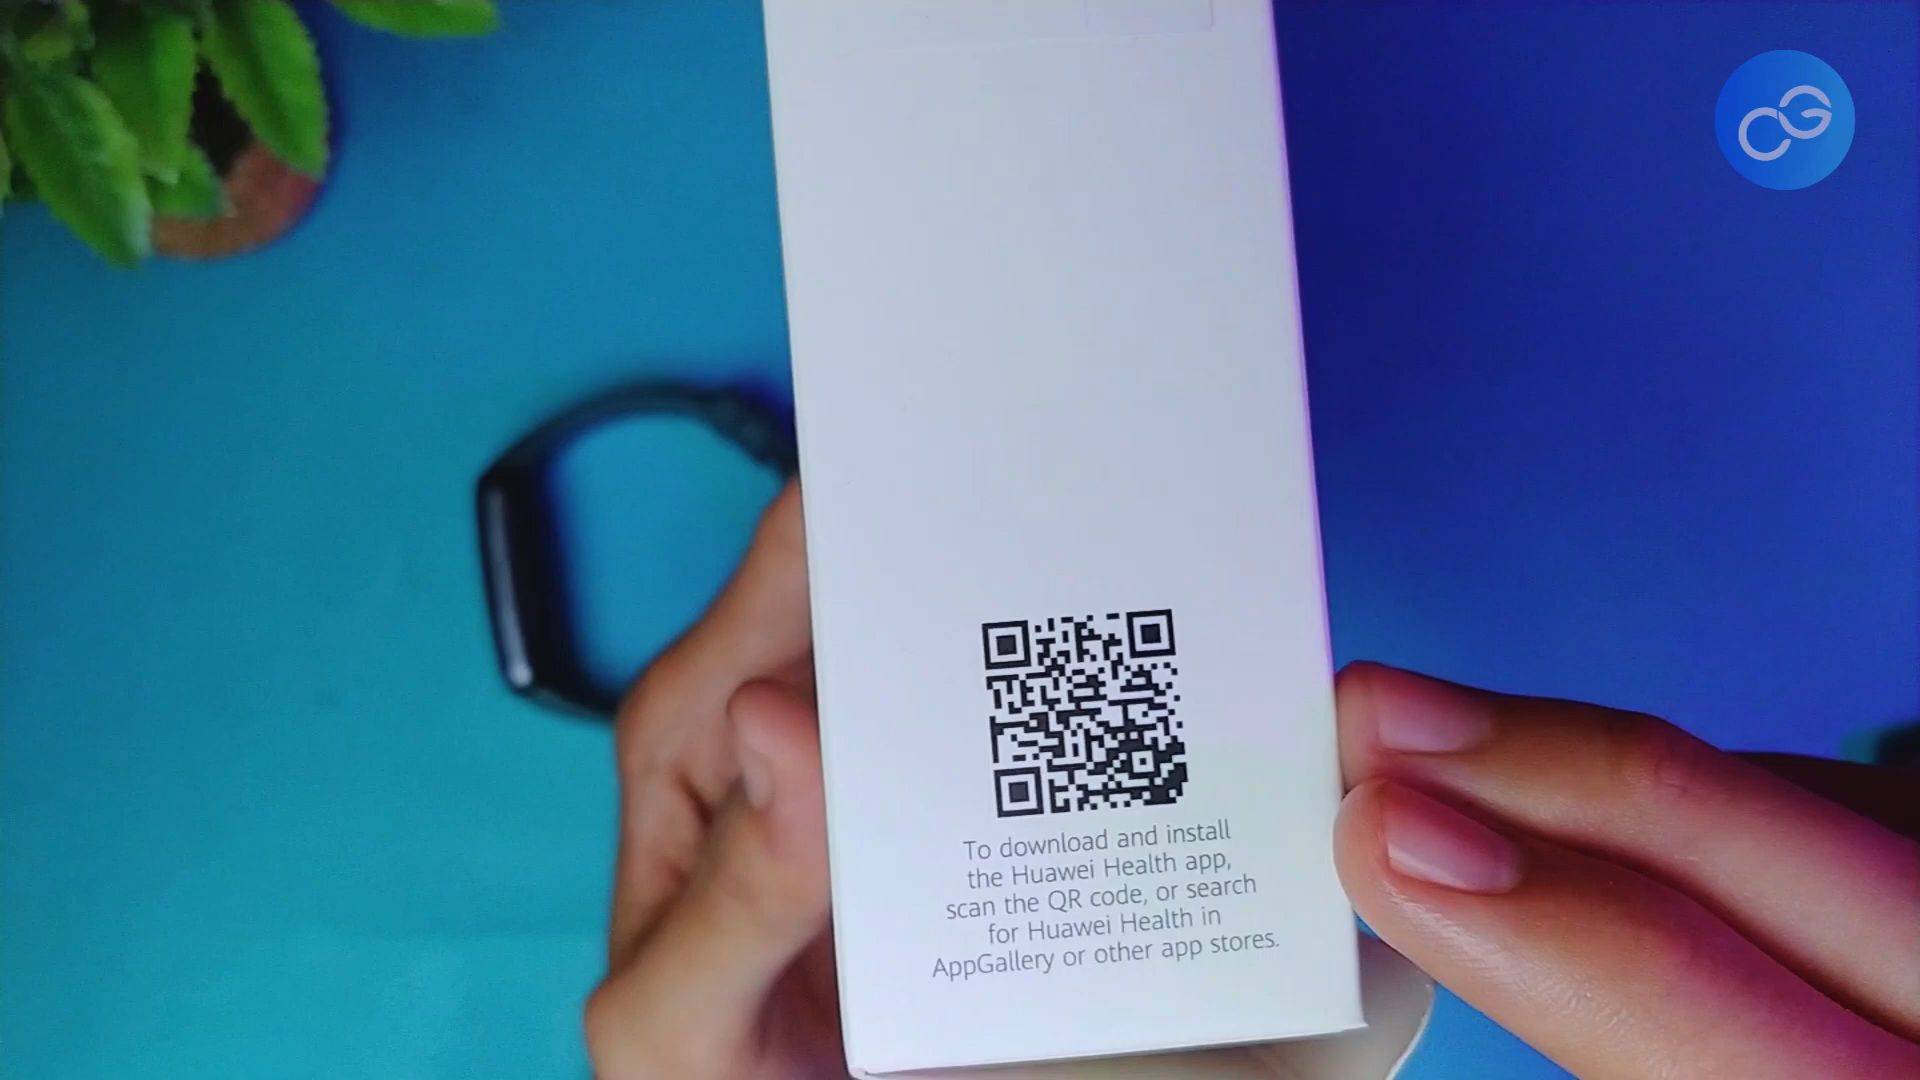 CG
To download and install
the Huawei Health app,
scan the QR code, or search
for Huawei Health in
AppGallery or other app stores.